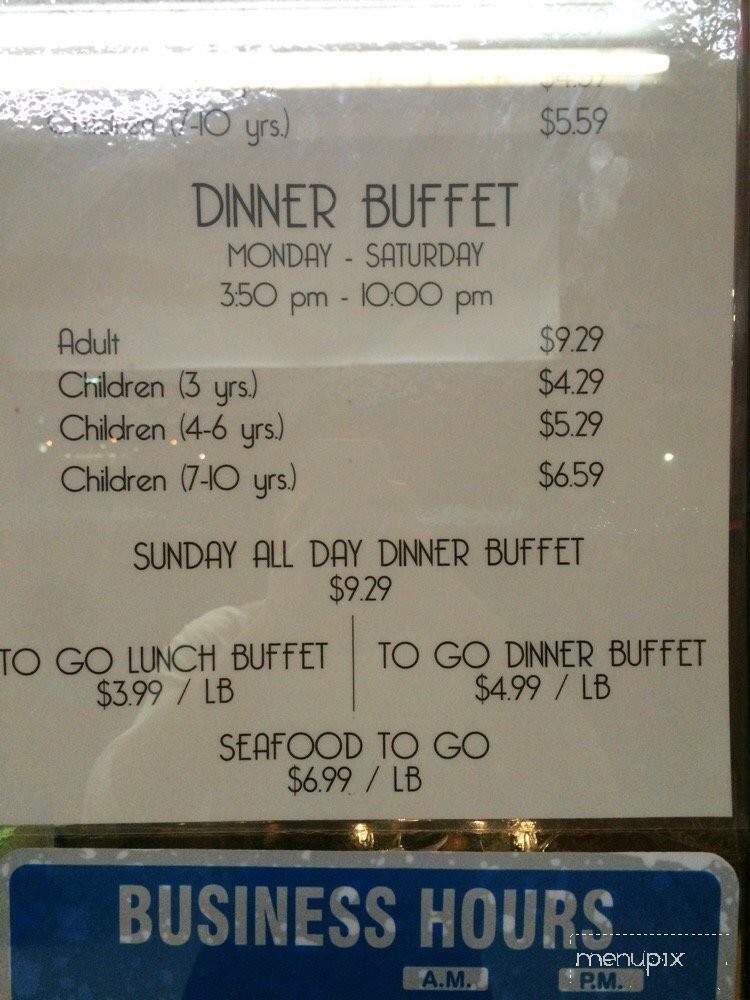 (7-10 yrs.) $5.59
DINNER BUFFET
MONDAY - SATURDAY
3:50 pm - 10:00 pm
Adult $9.29
Children (3 yrs.) $4.29
Children (4-6 yrs.) $5.29
Children (7-10 yrs.) $6.59
SUNDAY ALL DAY DINNER BUFFET
$9.29
TO GO LUNCH BUFFET
$3.99 / LB
TO GO DINNER BUFFET
$4.99 / LB
SEAFOOD TO GO
$6.99 / LB
BUSINESS HOURS
menupix
A.M. P.M.